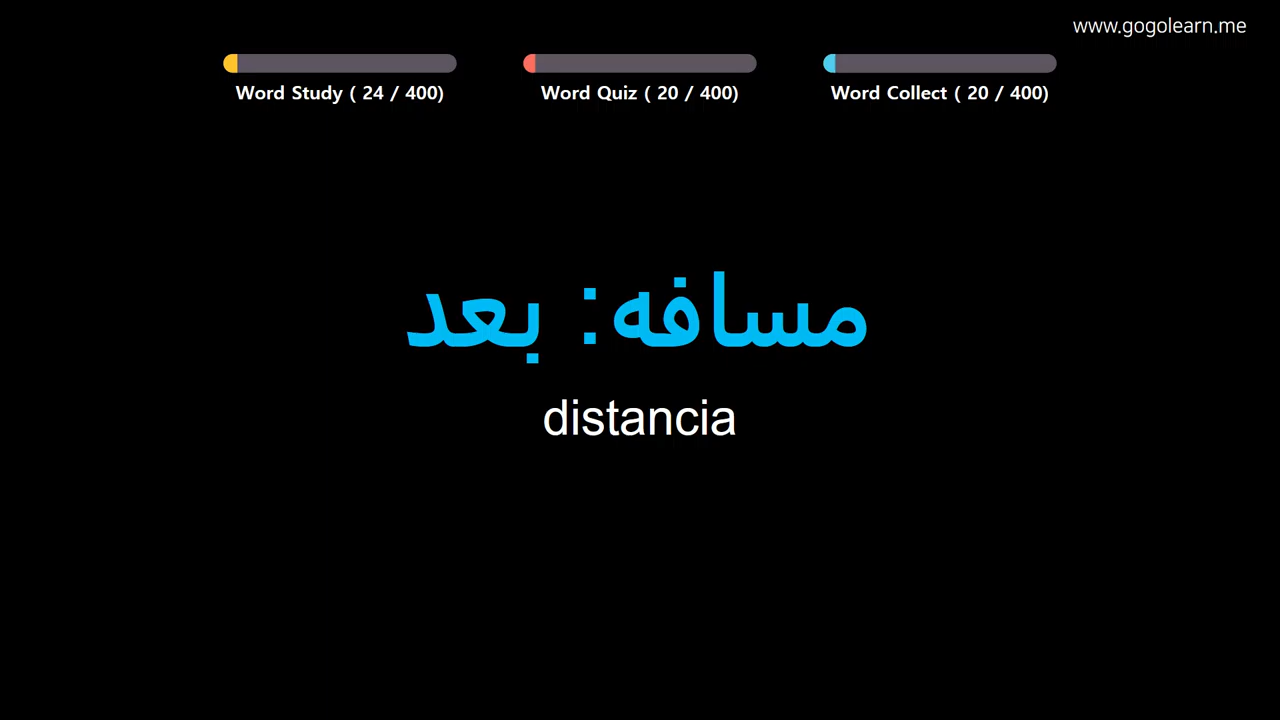 www.gogolearn.me
Word Study ( 24 / 400)
Word Quiz ( 20 / 400)
Word Collect ( 20 / 400)
مسافه: بعد
distancia